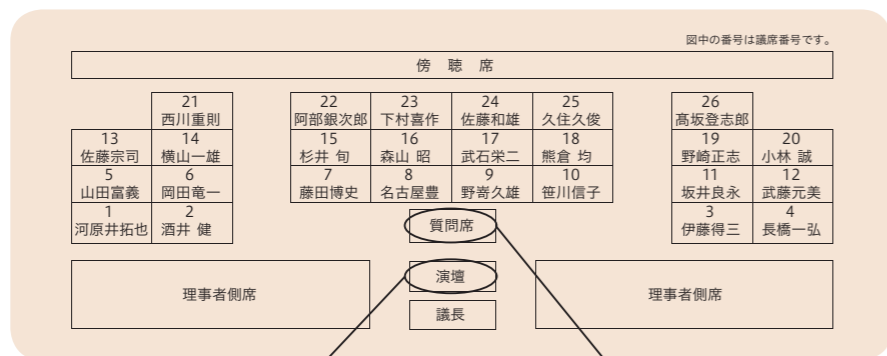 図中の番号は議席番号です。
傍 聴 席
21
西川重則
22
阿部銀次郎
23
下村喜作
24
佐藤和雄
25
久住久俊
26
髙坂登志郎
13
佐藤宗司
14
横山一雄
15
杉井 旬
16
森山 昭
17
武石栄二
18
熊倉 均
19
野崎正志
20
小林 誠
5
山田富義
6
岡田竜一
7
藤田博史
8
名古屋豊
9
野嵜久雄
10
笹川信子
11
坂井良永
12
武藤元美
1
河原井拓也
2
酒井 健
3
伊藤得三
4
長橋一弘
質問席
演壇
議長
理事者側席
理事者側席